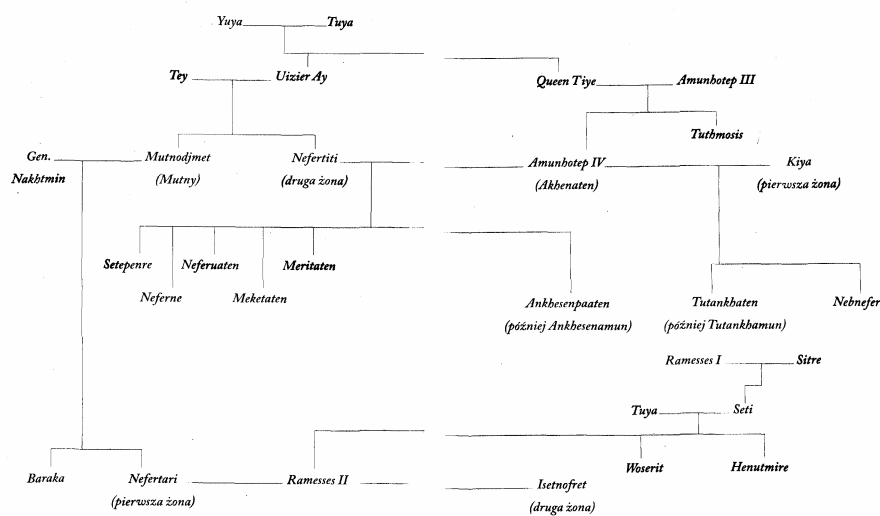 Yuya Tuya
Tey Uizier Ay Queen Tiye Amunhotep III
Tuthmosis
Gen. Mutnodjmet Nefertiti Amunhotep IV Kiya
Nakhtmin (Mutny) (druga żona) (Akhenaten) (pierwsza żona)
Setepenre Neferuaten Meritaten
Neferne Meketaten Ankhesenpaaten Tutankhaten Nebnefer
(później Ankhesenamun) (później Tutankhamun)
Ramesses I Sitre
Tuya Seti
Woserit Henutmire
Baraka Nefertari Ramesses II Isetnofret
(pierwsza żona) (druga żona)